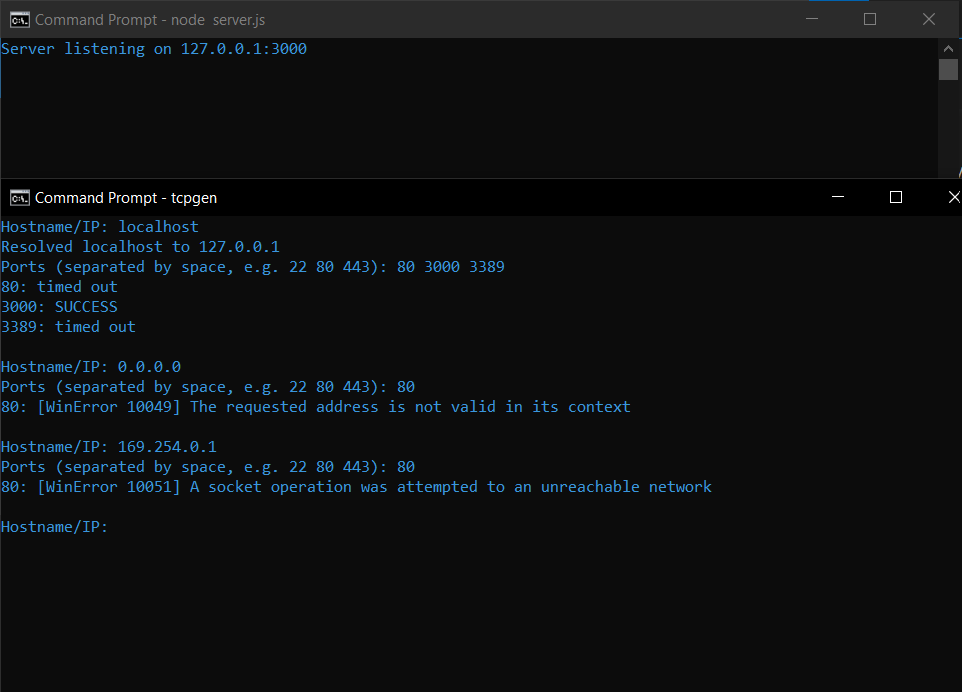 Command Prompt - node  server.js
Server listening on 127.0.0.1:3000
Command Prompt - tcpgen
Hostname/IP: localhost
Resolved localhost to 127.0.0.1
Ports (separated by space, e.g. 22 80 443): 80 3000 3389
80: timed out
3000: SUCCESS
3389: timed out
Hostname/IP: 0.0.0.0
Ports (separated by space, e.g. 22 80 443): 80
80: [WinError 10049] The requested address is not valid in its context
Hostname/IP: 169.254.0.1
Ports (separated by space, e.g. 22 80 443): 80
80: [WinError 10051] A socket operation was attempted to an unreachable network
Hostname/IP: